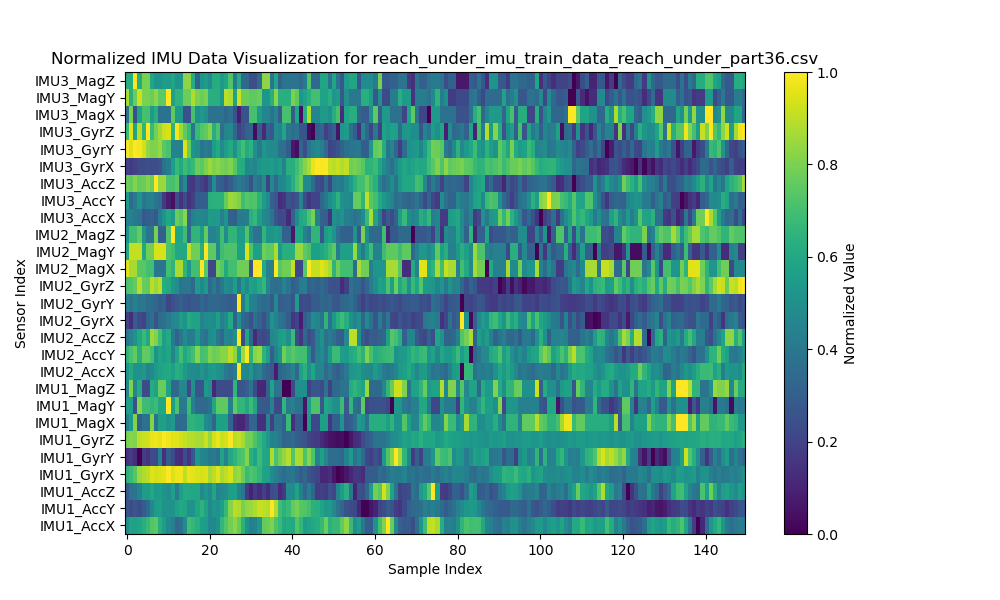 Normalized IMU Data Visualization for reach_under_imu_train_data_reach_under_part36.csv
IMU3_MagZ
IMU3_MagY
IMU3_MagX
IMU3_GyrZ
IMU3_GyrY
IMU3_GyrX
IMU3_AccZ
IMU3_AccY
IMU3_AccX
IMU2_MagZ
IMU2_MagY
IMU2_MagX
IMU2_GyrZ
IMU2_GyrY
IMU2_GyrX
IMU2_AccZ
IMU2_AccY
IMU2_AccX
IMU1_MagZ
IMU1_MagY
IMU1_MagX
IMU1_GyrZ
IMU1_GyrY
IMU1_GyrX
IMU1_AccZ
IMU1_AccY
IMU1_AccX
Sensor Index
0 20 40 60 80 100 120 140
Sample Index
1.0
0.8
0.6
0.4
0.2
0.0
Normalized Value